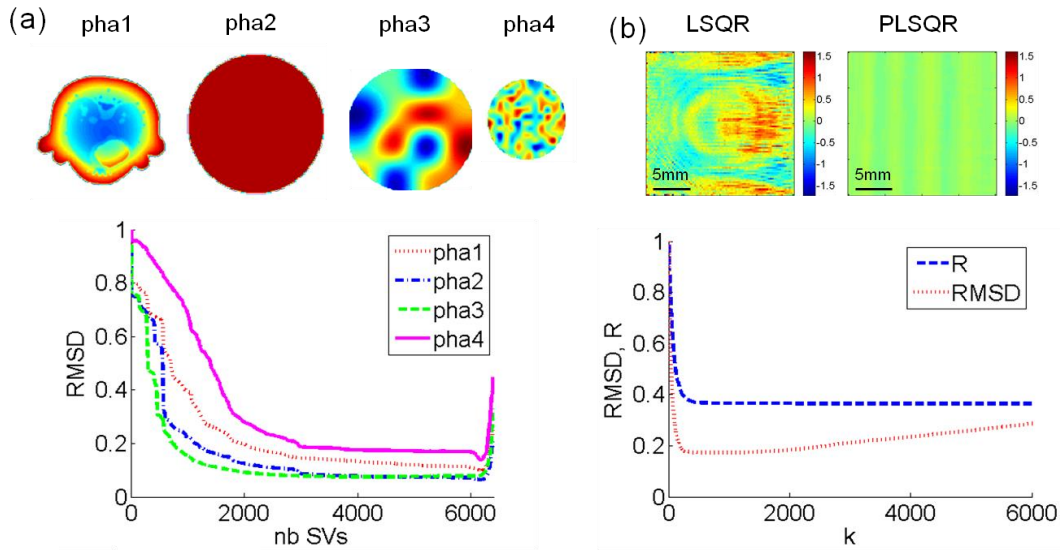 (a)
pha1 pha2 pha3 pha4
(b)
LSQR PLSQR
1.5
1
0.5
0
-0.5
-1
-1.5
5mm
1.5
1
0.5
0
-0.5
-1
-1.5
5mm
1
0.8
0.6
0.4
0.2
0
RMSD
0 2000 4000 6000
nb SVs
pha1
pha2
pha3
pha4
1
0.8
0.6
0.4
0.2
0
RMSD, R
0 2000 4000 6000
k
R
RMSD